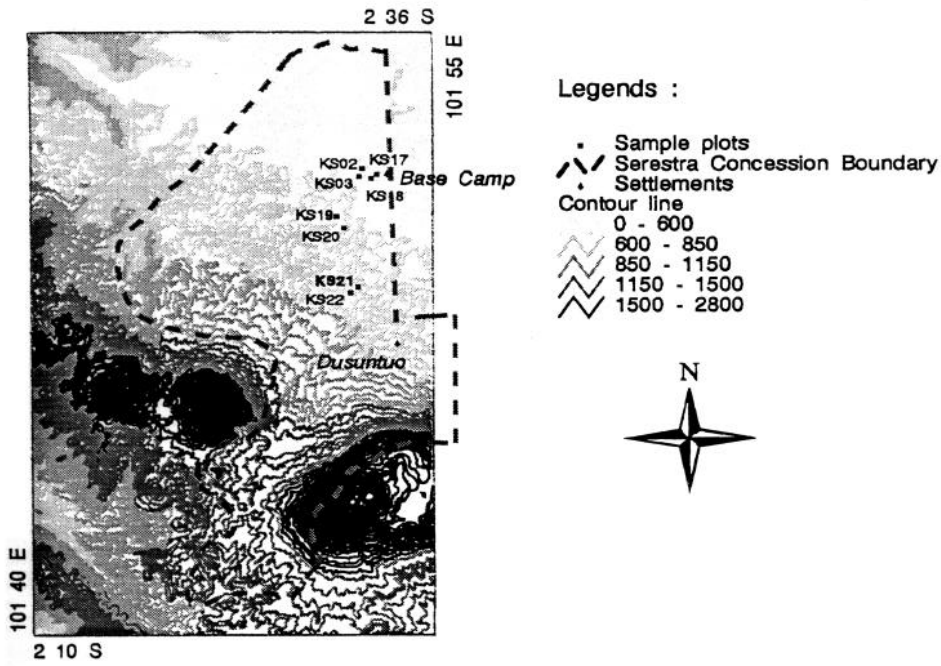 2 36 S
101 55 E
KS02
KS17
KS03
Base Camp
KS18
KS19
KS20
KS21
KS22
Dusuntuo
101 40 E
2 10 S
Legends :
Sample plots
Serestra Concession Boundary
Settlements
Contour line
0 - 600
600 - 850
850 - 1150
1150 - 1500
1500 - 2800
N